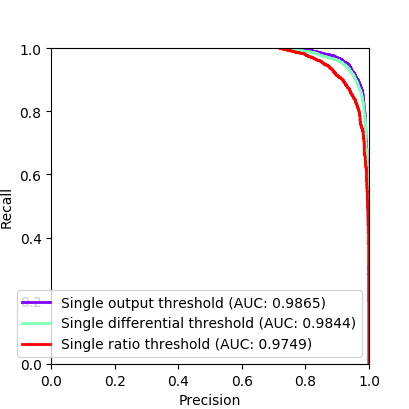 1.0
0.8
0.6
0.4
0.2
0.0
Recall
Single output threshold (AUC: 0.9865)
Single differential threshold (AUC: 0.9844)
Single ratio threshold (AUC: 0.9749)
0.0 0.2 0.4 0.6 0.8 1.0
Precision